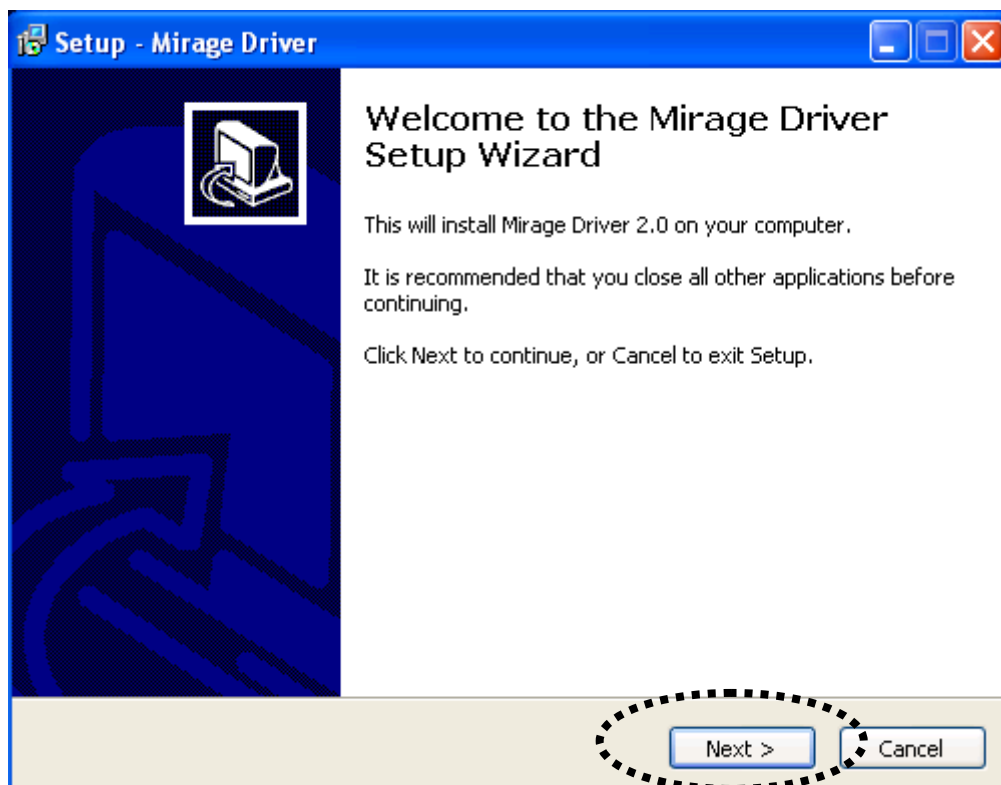 Setup - Mirage Driver
Welcome to the Mirage Driver
Setup Wizard
This will install Mirage Driver 2.0 on your computer.
It is recommended that you close all other applications before
continuing.
Click Next to continue, or Cancel to exit Setup.
Next >
Cancel